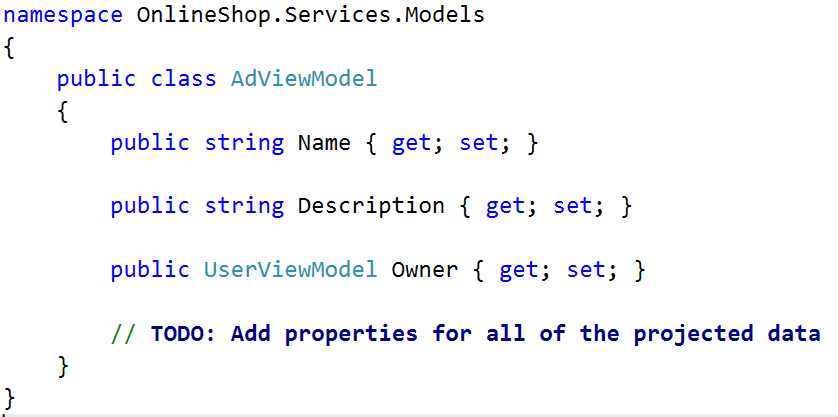 namespace OnlineShop.Services.Models
{
    public class AdViewModel
    {
        public string Name { get; set; }
        public string Description { get; set; }
        public UserViewModel Owner { get; set; }
        // TODO: Add properties for all of the projected data
    }
}